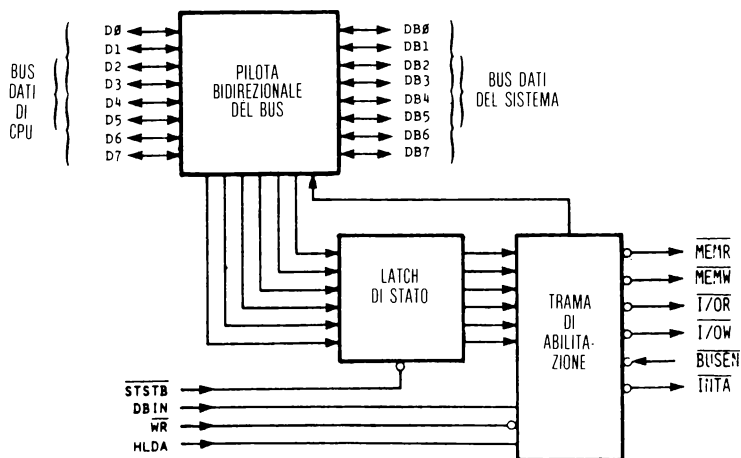 BUS
DATI
DI
CPU
DØ
D1
D2
D3
D4
D5
D6
D7
PILOTA
BIDIREZIONALE
DEL BUS
DBØ
DB1
DB2
DB3
DB4
DB5
DB6
DB7
BUS DATI
DEL SISTEMA
LATCH
DI STATO
TRAMA
DI
ABILITA-
ZIONE
MEMR
MEMW
I/OR
I/OW
BUSEN
INTA
STSTB
DBIN
WR
HLDA